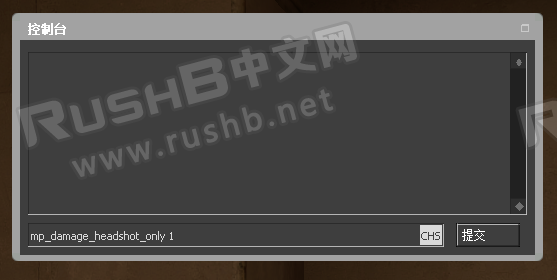 控制台
RushB中文网
www.rushb.net
mp_damage_headshot_only 1
CHS
提交